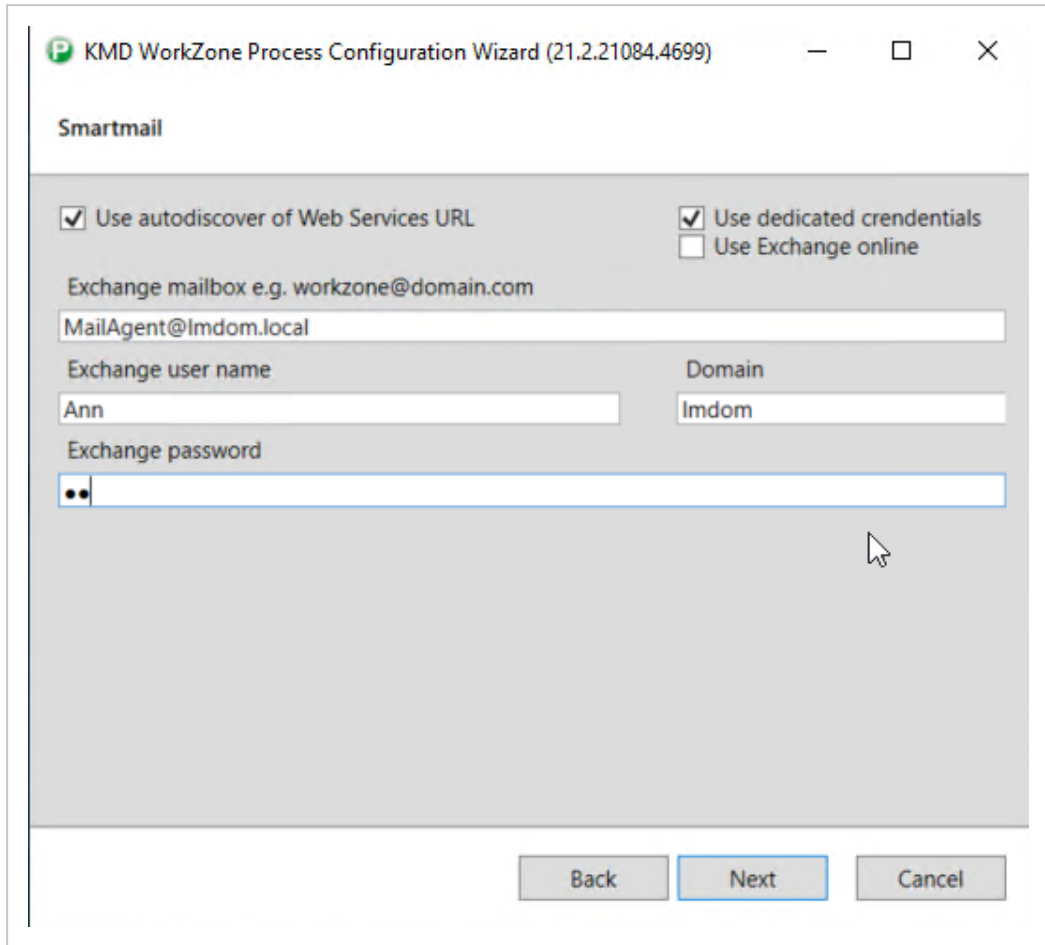 KMD WorkZone Process Configuration Wizard (21.2.21084.4699)
Smartmail
Use autodiscover of Web Services URL
Use dedicated crendentials
Use Exchange online
Exchange mailbox e.g. workzone@domain.com
MailAgent@lmdom.local
Exchange user name
Domain
Ann
lmdom
Exchange password
••
Back
Next
Cancel